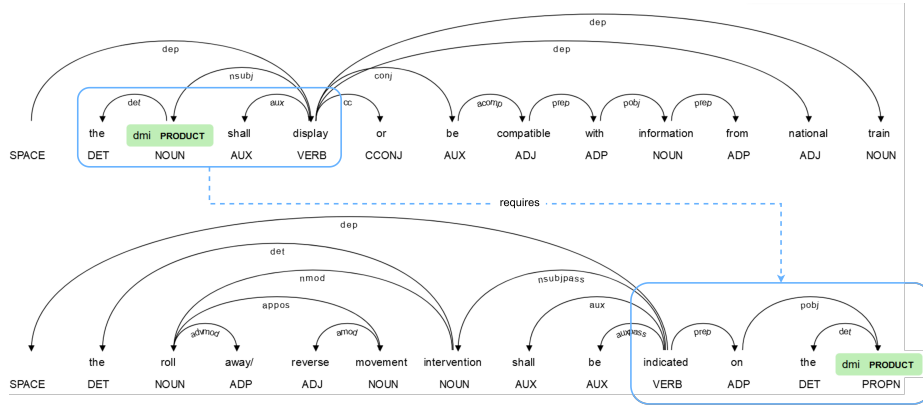 dep
dep
dep
nsubj
conj
det
aux
cc
acomp
prep
pobj
prep
the dmi PRODUCT shall display or be compatible with information from national train
SPACE DET NOUN AUX VERB CCONJ AUX ADJ ADP NOUN ADP ADJ NOUN
requires
dep
det
nmod
nsubjpass
appos
aux
pobj
advmod
amod
auxpass
prep
det
the roll away/ reverse movement intervention shall be indicated on the dmi PRODUCT
SPACE DET NOUN ADP ADJ NOUN NOUN AUX AUX VERB ADP DET PROPN